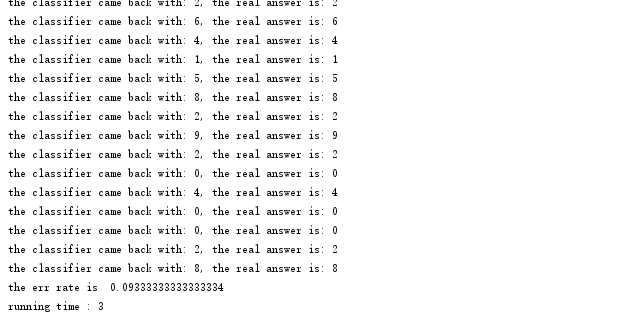 the classifier came back with: 2, the real answer is: 2
the classifier came back with: 6, the real answer is: 6
the classifier came back with: 4, the real answer is: 4
the classifier came back with: 1, the real answer is: 1
the classifier came back with: 5, the real answer is: 5
the classifier came back with: 8, the real answer is: 8
the classifier came back with: 2, the real answer is: 2
the classifier came back with: 9, the real answer is: 9
the classifier came back with: 2, the real answer is: 2
the classifier came back with: 0, the real answer is: 0
the classifier came back with: 4, the real answer is: 4
the classifier came back with: 0, the real answer is: 0
the classifier came back with: 0, the real answer is: 0
the classifier came back with: 2, the real answer is: 2
the classifier came back with: 8, the real answer is: 8
the err rate is  0.09333333333333334
running time : 3